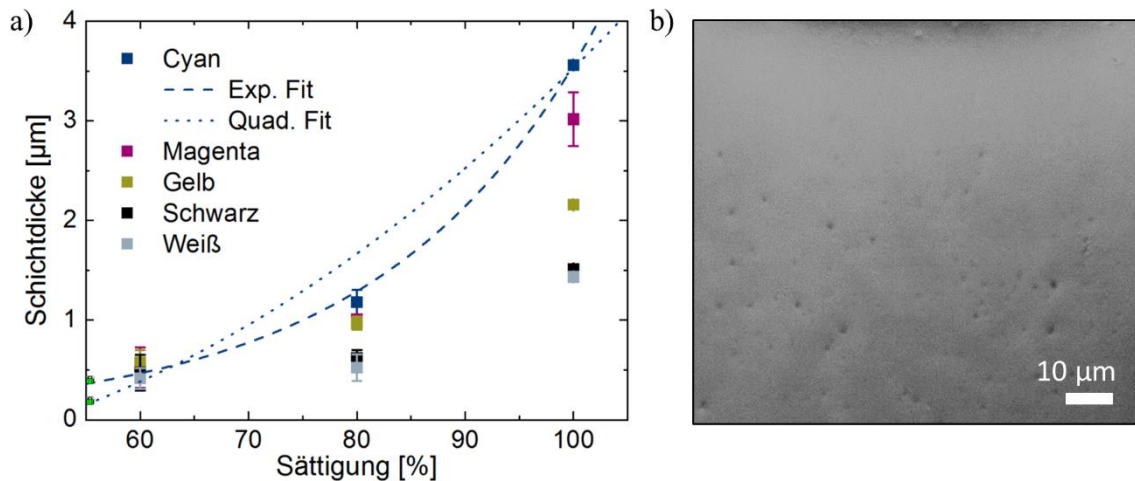 a)
4
3
2
1
0
Schichtdicke [µm]
Cyan
Exp. Fit
Quad. Fit
Magenta
Gelb
Schwarz
Weiß
60
70
80
90
100
Sättigung [%]
b)
10 µm